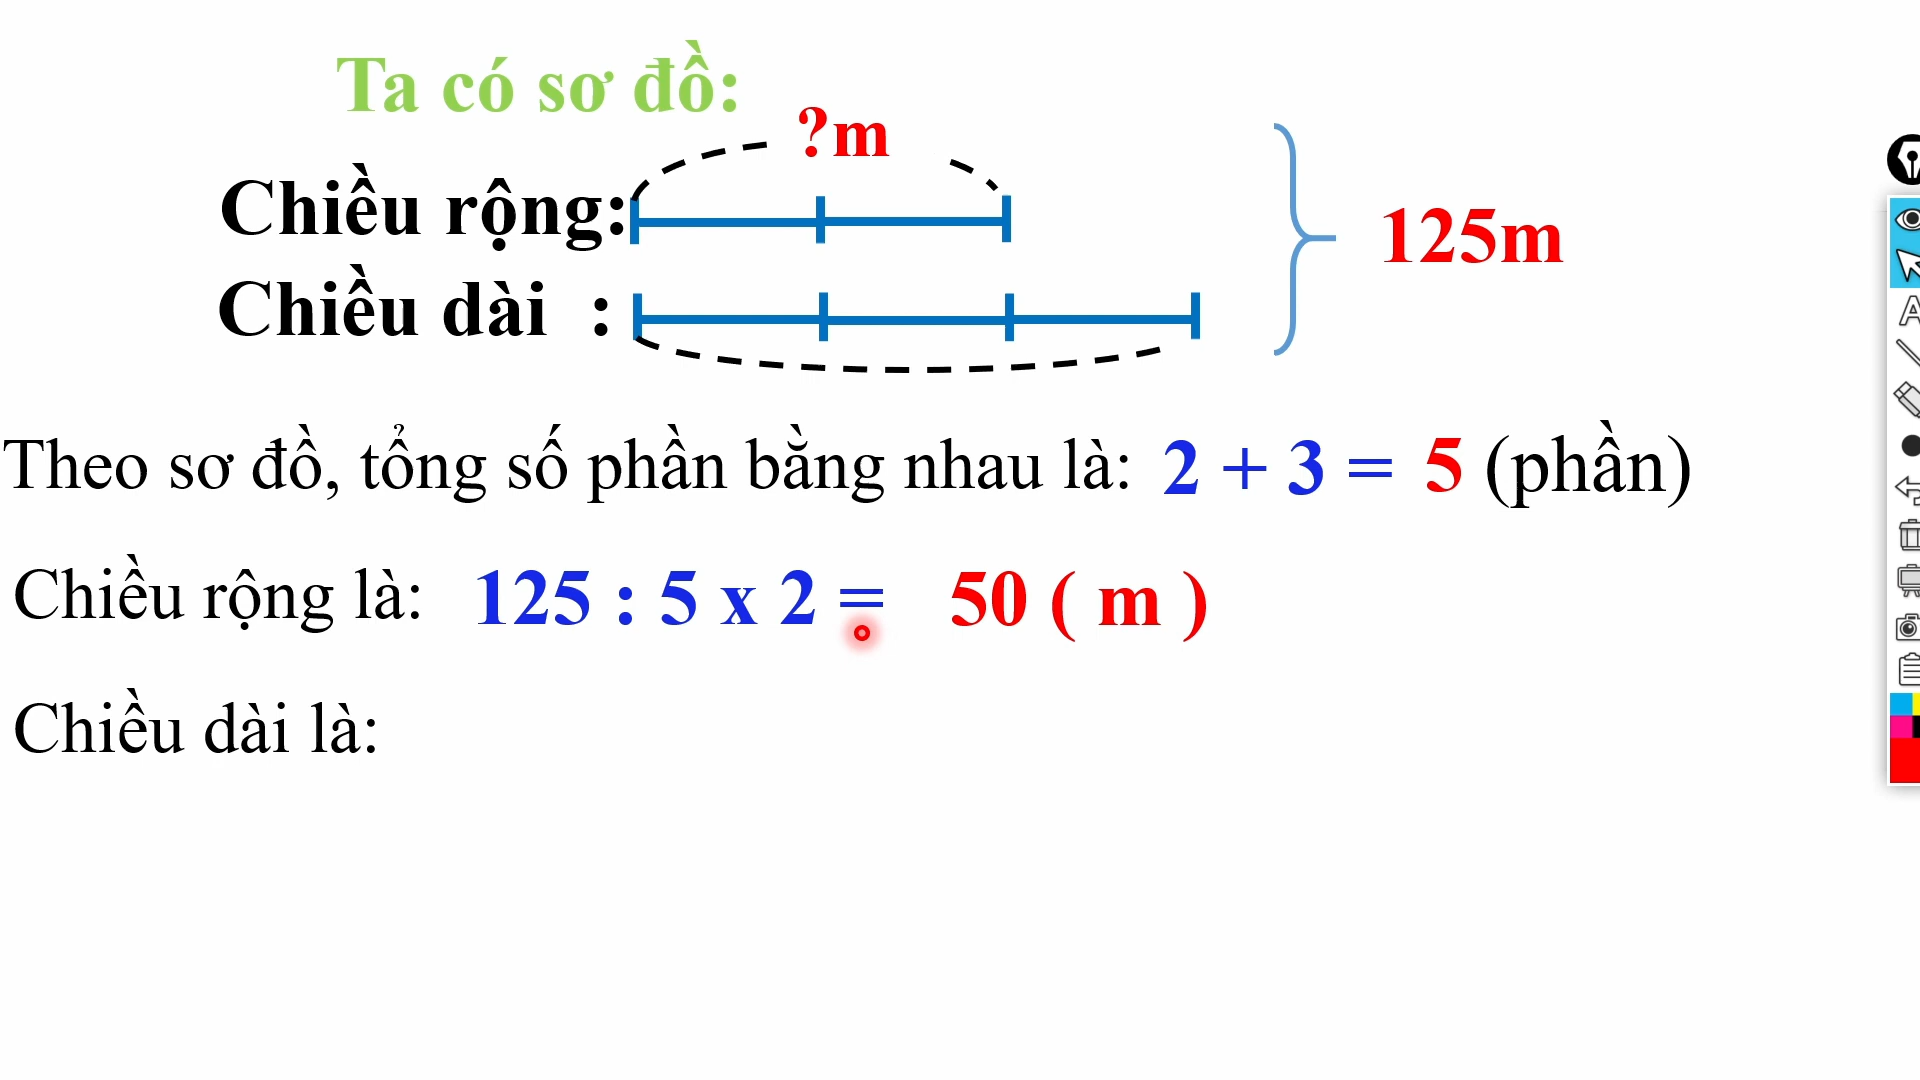 Ta có sơ đồ:
?m
Chiều rộng:
125m
Chiều dài :
Theo sơ đồ, tổng số phần bằng nhau là: 2 + 3 = 5 (phần)
Chiều rộng là: 125 : 5 x 2 = 50 ( m )
Chiều dài là: